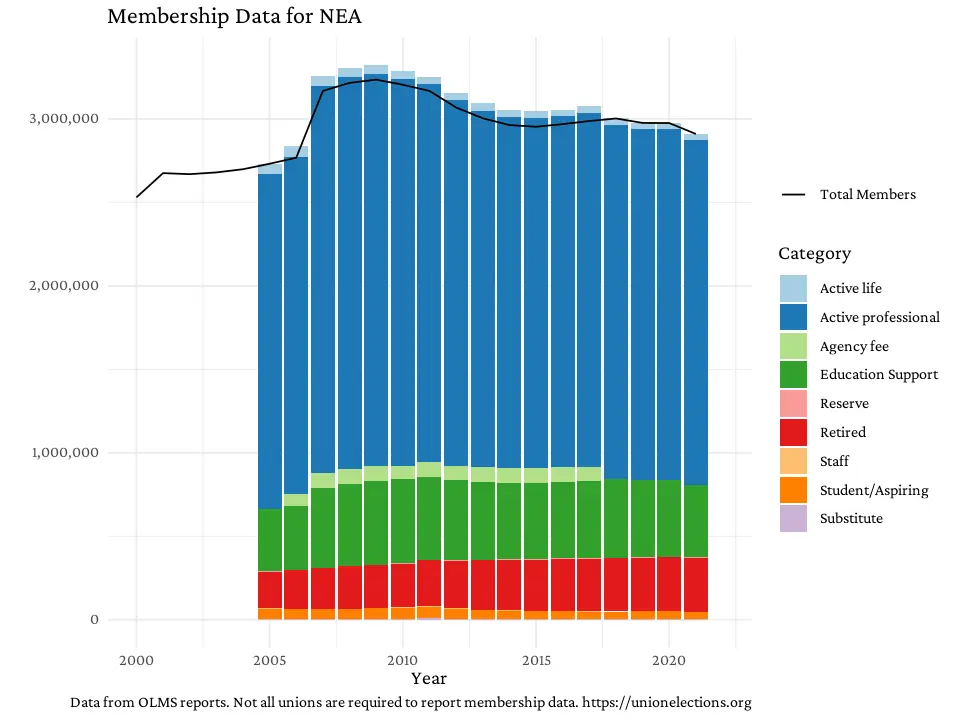 Membership Data for NEA
3,000,000
2,000,000
1,000,000
0
2000 2005 2010 2015 2020
Year
Total Members
Category
Active life
Active professional
Agency fee
Education Support
Reserve
Retired
Staff
Student/Aspiring
Substitute
Data from OLMS reports. Not all unions are required to report membership data. https://unionelections.org